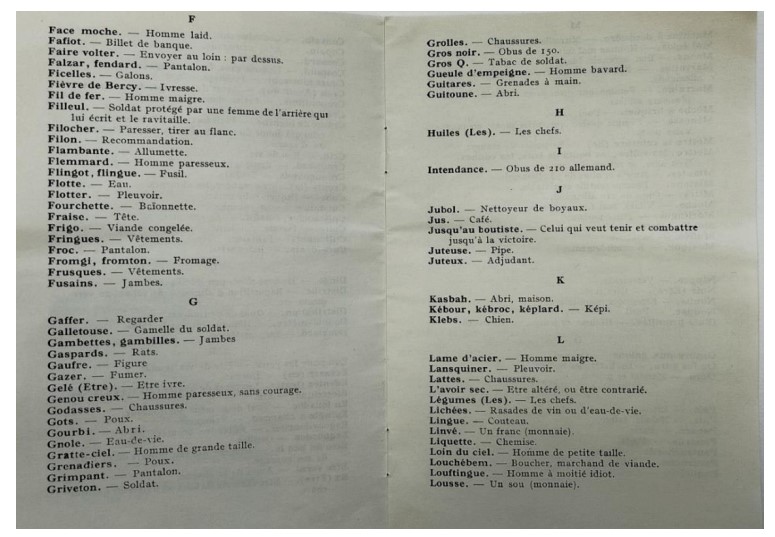 F
Face moche. — Homme laid.
Fafiot. — Billet de banque.
Faire volter. — Envoyer au loin : par dessus.
Falzar, fendard. — Pantalon.
Ficelles. — Galons.
Fièvre de Bercy. — Ivresse.
Fil de fer. — Homme maigre.
Filleul. — Soldat protégé par une femme de l'arrière qui
lui écrit et le ravitaille.
Filocher. — Paresser, tirer au flanc.
Filon. — Recommandation.
Flambante. — Allumette.
Flemmard. — Homme paresseux.
Flingot, flingue. — Fusil.
Flotte. — Eau.
Flotter. — Pleuvoir.
Fourchette. — Baïonnette.
Fraise. — Tête.
Frigo. — Viande congelée.
Fringues. — Vêtements.
Froc. — Pantalon.
Fromgi, fromton. — Fromage.
Frusques. — Vêtements.
Fusains. — Jambes.
G
Gaffer. — Regarder
Galletouse. — Gamelle du soldat.
Gambettes, gambilles. — Jambes
Gaspards. — Rats.
Gaufre. — Figure
Gazer. — Fumer.
Gelé (Etre). — Etre ivre.
Genou creux. — Homme paresseux, sans courage.
Godasses. — Chaussures.
Gots. — Poux.
Gourbi. — Abri.
Gnole. — Eau-de-vie.
Gratte-ciel. — Homme de grande taille.
Grenadiers. — Poux.
Grimpant. — Pantalon.
Griveton. — Soldat.
Grolles. — Chaussures.
Gros noir. — Obus de 150.
Gros Q. — Tabac de soldat.
Gueule d'empeigne. — Homme bavard.
Guitares. — Grenades à main.
Guitoune. — Abri.
H
Huiles (Les). — Les chefs.
I
Intendance. — Obus de 210 allemand.
J
Jubol. — Nettoyeur de boyaux.
Jus. — Café.
Jusqu'au boutiste. — Celui qui veut tenir et combattre
jusqu'à la victoire.
Juteuse. — Pipe.
Juteux. — Adjudant.
K
Kasbah. — Abri, maison.
Kébour, kébroc, képlard. — Képi.
Klebs. — Chien.
L
Lame d'acier. — Homme maigre.
Lansquiner. — Pleuvoir.
Lattes. — Chaussures.
L'avoir sec. — Etre altéré, ou être contrarié.
Légumes (Les). — Les chefs.
Lichées. — Rasades de vin ou d'eau-de-vie.
Lingue. — Couteau.
Linvé. — Un franc (monnaie).
Liquette. — Chemise.
Loin du ciel. — Homme de petite taille.
Louchèbem. — Boucher, marchand de viande.
Louftingue. — Homme à moitié idiot.
Lousse. — Un sou (monnaie).